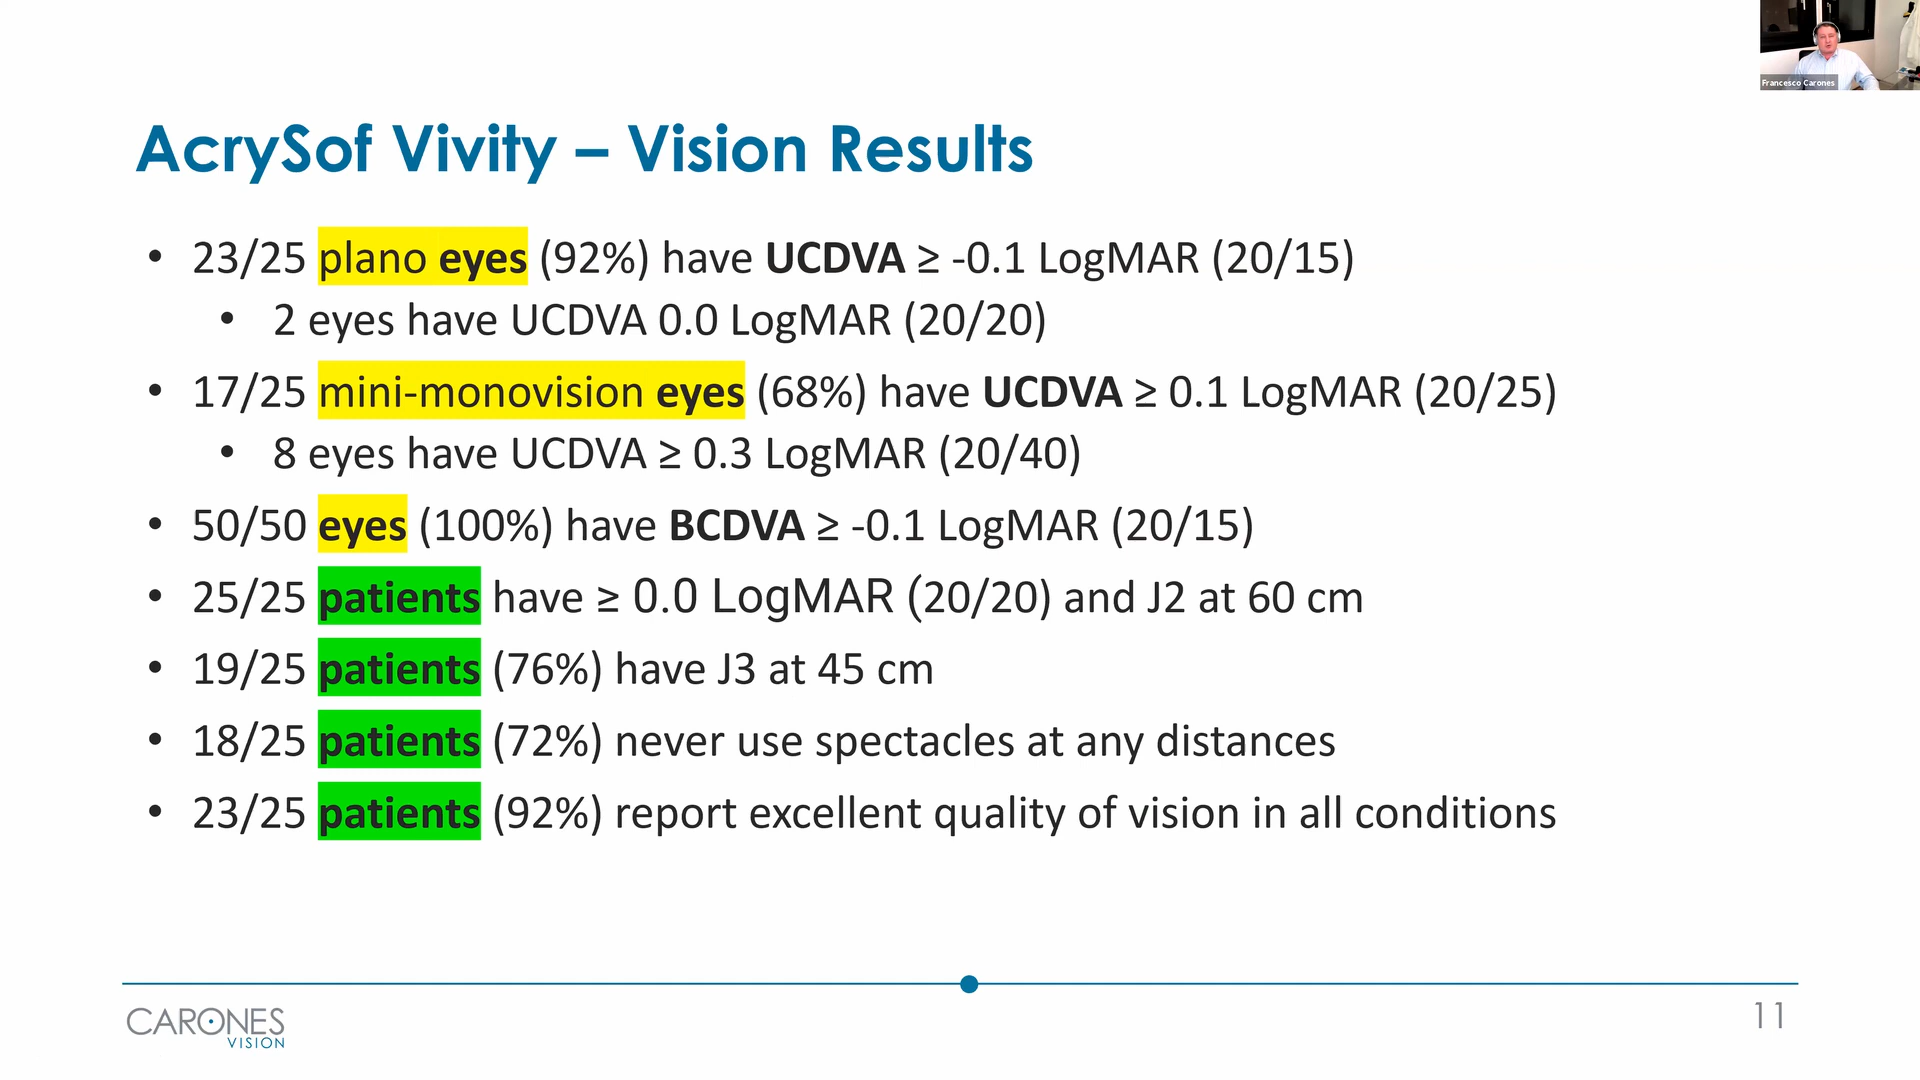 Francesco Carones
AcrySof Vivity – Vision Results
• 23/25 plano eyes (92%) have UCDVA ≥ -0.1 LogMAR (20/15)
• 2 eyes have UCDVA 0.0 LogMAR (20/20)
• 17/25 mini-monovision eyes (68%) have UCDVA ≥ 0.1 LogMAR (20/25)
• 8 eyes have UCDVA ≥ 0.3 LogMAR (20/40)
• 50/50 eyes (100%) have BCDVA ≥ -0.1 LogMAR (20/15)
• 25/25 patients have ≥ 0.0 LogMAR (20/20) and J2 at 60 cm
• 19/25 patients (76%) have J3 at 45 cm
• 18/25 patients (72%) never use spectacles at any distances
• 23/25 patients (92%) report excellent quality of vision in all conditions
CARONES
VISION
11